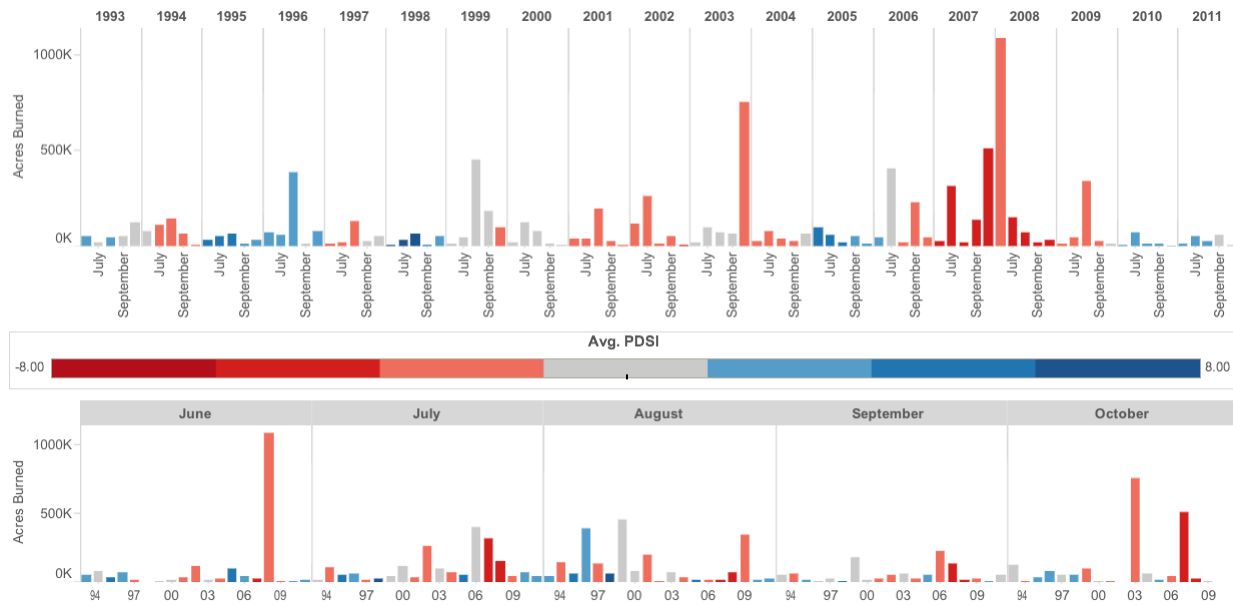 1993 1994 1995 1996 1997 1998 1999 2000 2001 2002 2003 2004 2005 2006 2007 2008 2009 2010 2011
1000K
500K
0K
Acres Burned
July September July September July September July September July September July September July September July September July September July September July September July September July September July September July September July September July September July September July September
Avg. PDSI
-8.00 8.00
June July August September October
1000K
500K
0K
Acres Burned
94 97 00 03 06 09 94 97 00 03 06 09 94 97 00 03 06 09 94 97 00 03 06 09 94 97 00 03 06 09